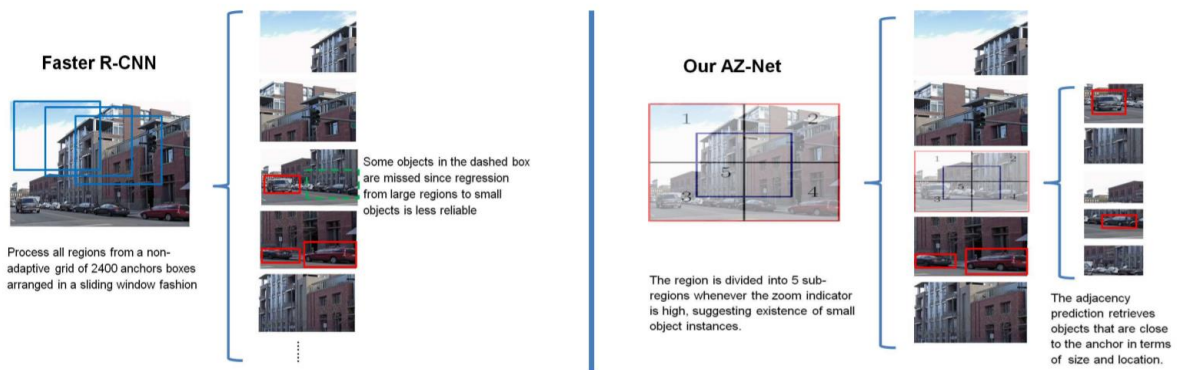 Faster R-CNN
Some objects in the dashed box
are missed since regression
from large regions to small
objects is less reliable
Process all regions from a non-
adaptive grid of 2400 anchors boxes
arranged in a sliding window fashion
Our AZ-Net
1
2
5
3
4
1
2
5
3
The region is divided into 5 sub-
regions whenever the zoom indicator
is high, suggesting existence of small
object instances.
The adjacency
prediction retrieves
objects that are close
to the anchor in terms
of size and location.